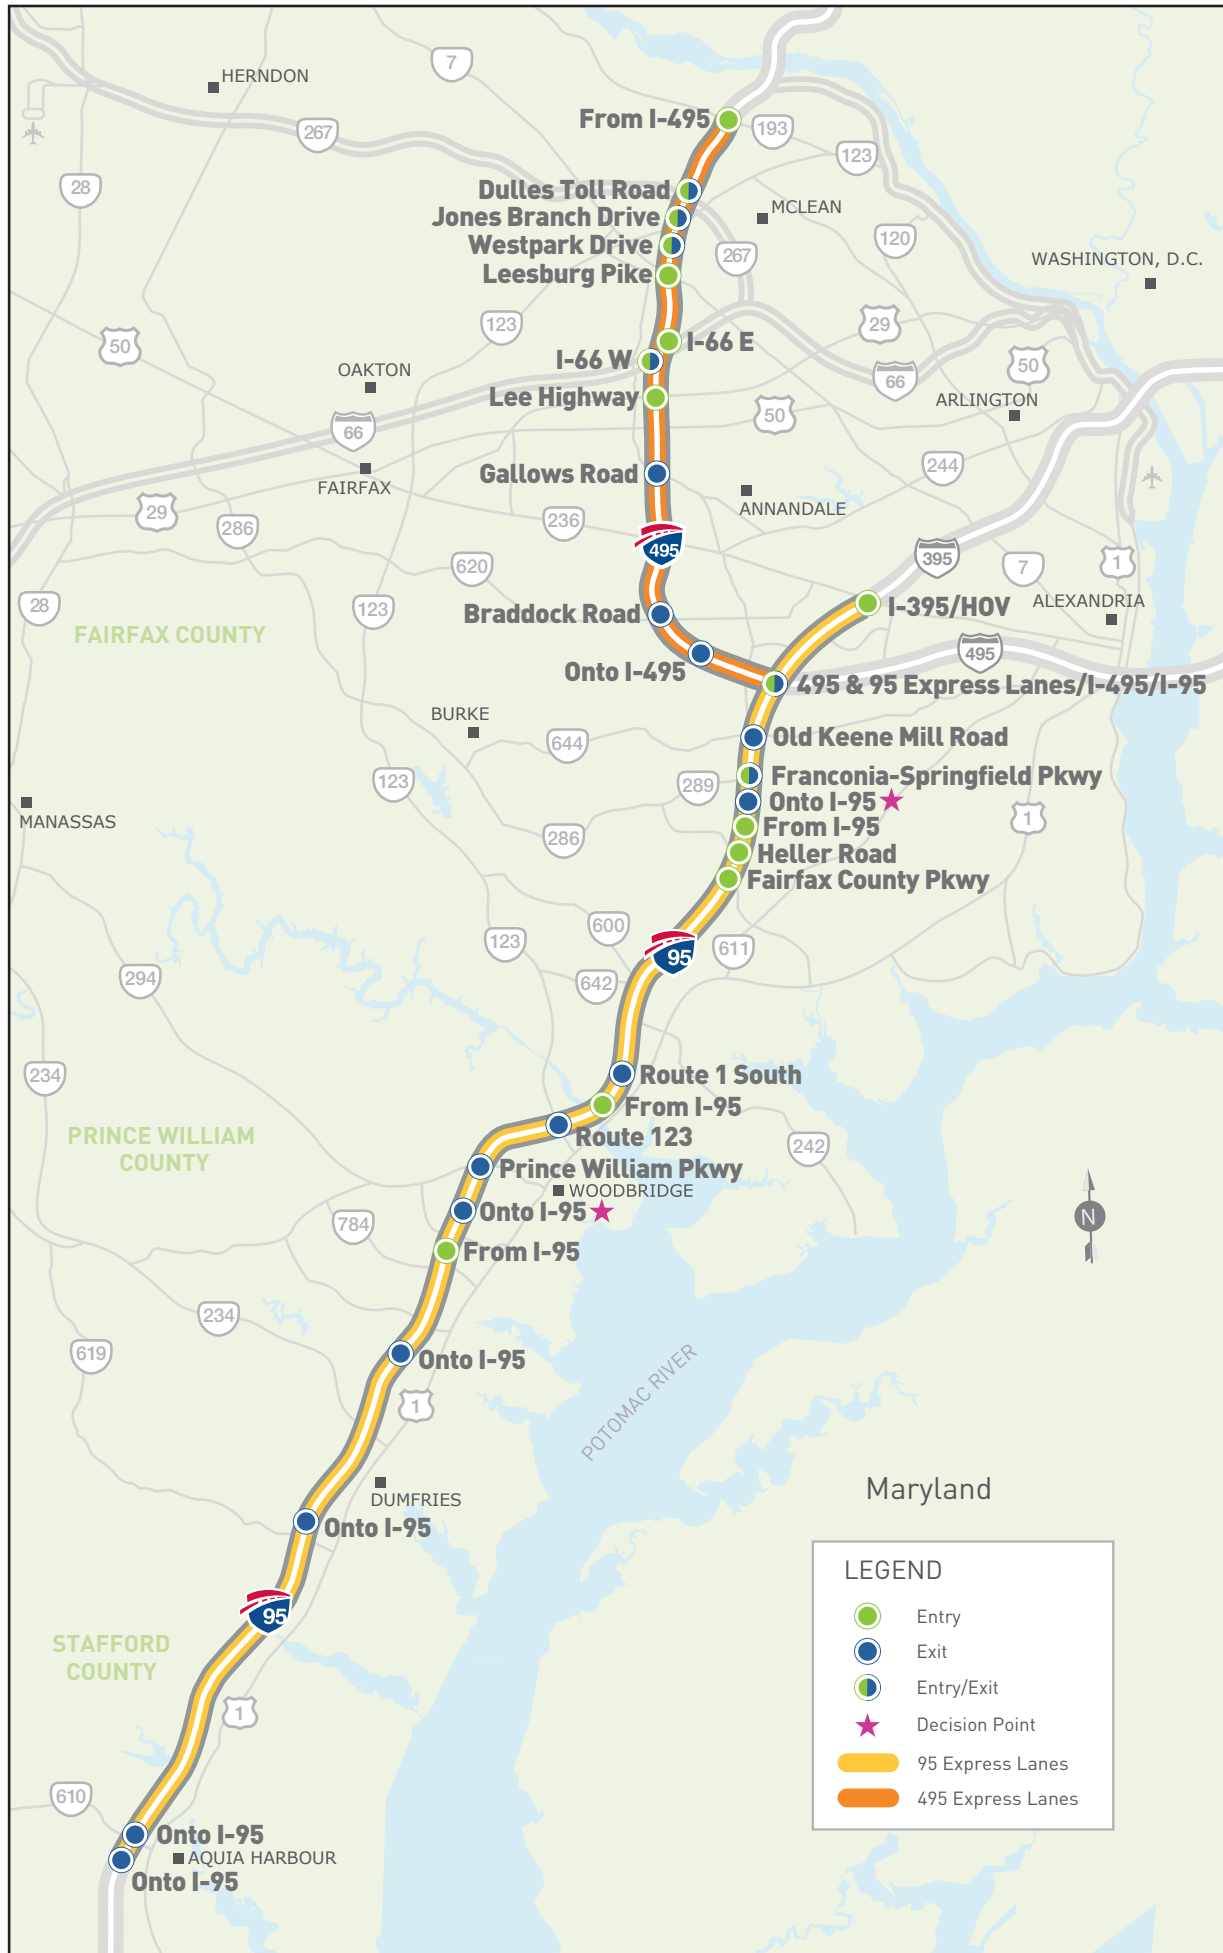 HERNDON
7
From I-495
193
267
123
28
Dulles Toll Road
MCLEAN
Jones Branch Drive
120
Westpark Drive
267
WASHINGTON, D.C.
Leesburg Pike
123
29
50
I-66 E
I-66 W
50
OAKTON
66
Lee Highway
ARLINGTON
50
66
244
Gallows Road
FAIRFAX
ANNANDALE
29
236
286
495
395
1
620
7
28
123
ALEXANDRIA
I-395/HOV
Braddock Road
FAIRFAX COUNTY
495
Onto I-495
495 & 95 Express Lanes/I-495/I-95
BURKE
Old Keene Mill Road
644
Franconia-Springfield Pkwy
123
289
Onto I-95
MANASSAS
1
From I-95
286
Heller Road
Fairfax County Pkwy
600
123
611
95
294
642
234
Route 1 South
From I-95
PRINCE WILLIAM
COUNTY
Route 123
242
Prince William Pkwy
WOODBRIDGE
Onto I-95
N
784
From I-95
234
619
Onto I-95
POTOMAC RIVER
1
Maryland
DUMFRIES
Onto I-95
95
STAFFORD
COUNTY
1
610
Onto I-95
AQUIA HARBOUR
Onto I-95
LEGEND
Entry
Exit
Entry/Exit
Decision Point
95 Express Lanes
495 Express Lanes